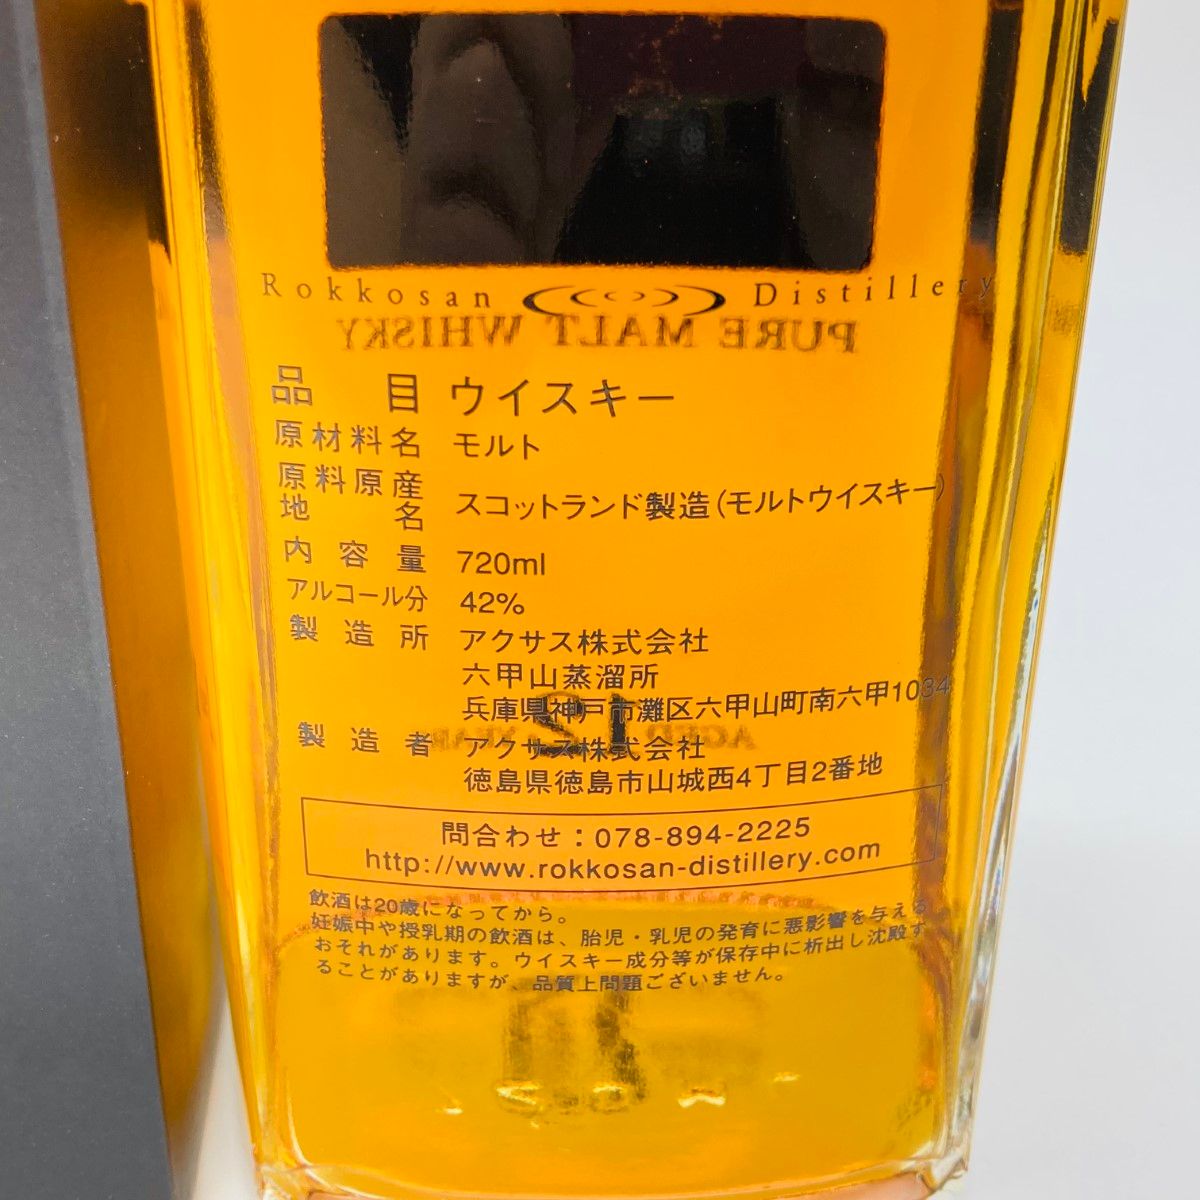 Rokkosan Distillery
PURE MALT WHISKY
品目 ウイスキー
原材料名 モルト
原料原産地名 スコットランド製造(モルトウイスキー)
内容量 720ml
アルコール分 42%
製造所 アクサス株式会社
六甲山蒸溜所
兵庫県神戸市灘区六甲山町南六甲1034
AGED 12 YEARS
製造者 アクサス株式会社
徳島県徳島市山城西4丁目2番地
問合わせ:078-894-2225
http://www.rokkosan-distillery.com
飲酒は20歳になってから。
妊娠中や授乳期の飲酒は、胎児・乳児の発育に悪影響を与える
おそれがあります。ウイスキー成分等が保存中に析出し沈殿す
ることがありますが、品質上問題ございません。